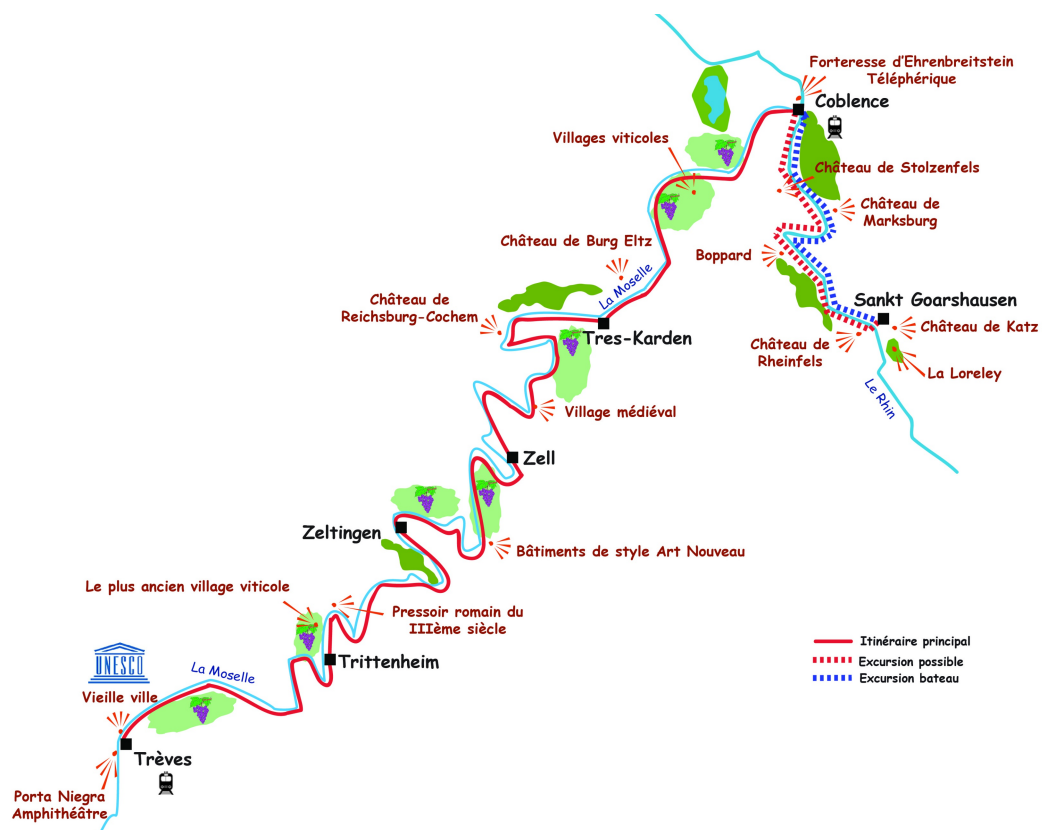 Forteresse d'Ehrenbreitstein
Téléphérique
Coblence
Villages viticoles
Château de Stolzenfels
Château de
Marksburg
Château de Burg Eltz
Boppard
La Moselle
Château de
Reichsburg-Cochem
Sankt Goarshausen
Tres-Karden
Château de Katz
Château de
Rheinfels
La Loreley
Le Rhin
Village médiéval
Zell
Zeltingen
Bâtiments de style Art Nouveau
Le plus ancien village viticole
Pressoir romain du
IIIème siècle
Itinéraire principal
Excursion possible
Excursion bateau
UNESCO
Trittenheim
La Moselle
Vieille ville
Trèves
Porta Niegra
Amphithéâtre